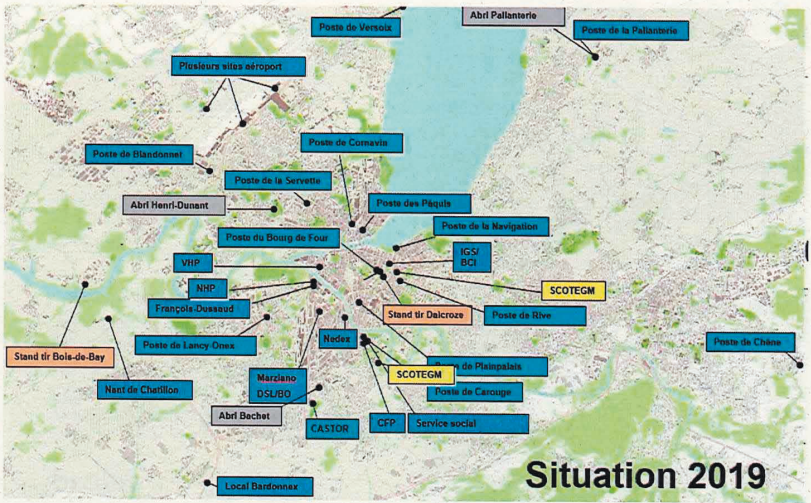 Poste de Versoix
Abri Pallanterie
Poste de la Pallanterie
Plusieurs sites aéroport
Poste de Cornavin
Poste de Blandonnet
Poste de la Servette
Abri Henri-Dunant
Poste des Pâquis
Poste de la Navigation
Poste du Bourg de Four
IGS/
BCI
VHP
SCOTEGM
NHP
François-Dussaud
Stand tir Dalcroze
Poste de Rive
Nedex
Poste de Lancy-Onex
Poste de Chêne
Stand tir Bois-de-Bay
de Plainpalais
Nant de Chatillon
Marziano
DSL/BO
SCOTEGM
Poste de Carouge
Abri Bachet
CASTOR
CFP
Service social
Local Bardonnex
Situation 2019